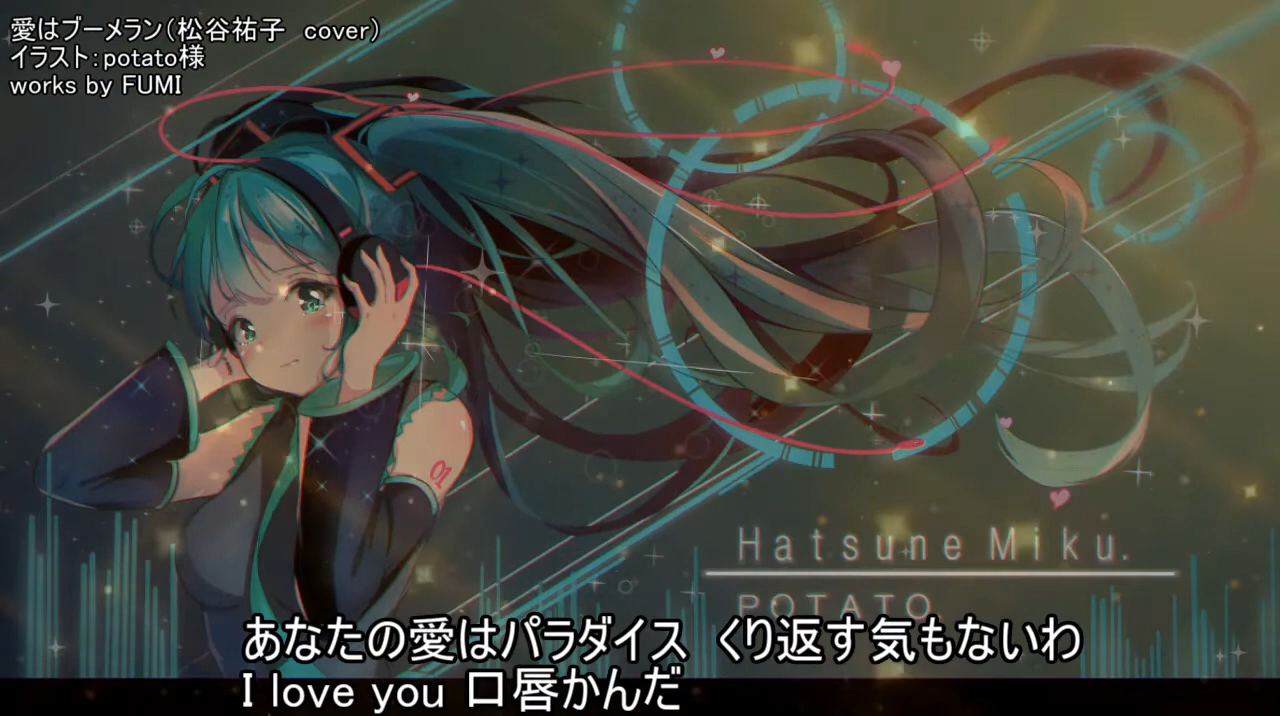 愛はブーメラン(松谷祐子 cover)
イラスト:potato様
works by FUMI
01
Hatsune Miku.
POTATO.
あなたの愛はパラダイス くり返す気もないわ
I love you 口唇かんだ